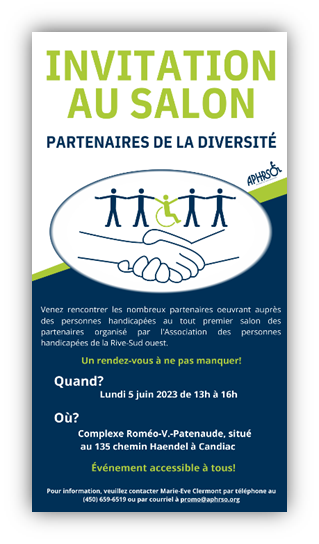 INVITATION
AU SALON
PARTENAIRES DE LA DIVERSITÉ
APHRSO
Venez rencontrer les nombreux partenaires oeuvrant auprès
des personnes handicapées au tout premier salon des
partenaires organisé par l'Association des personnes
handicapées de la Rive-Sud ouest.
Un rendez-vous à ne pas manquer!
Quand?
Lundi 5 juin 2023 de 13h à 16h
Où?
Complexe Roméo-V.-Patenaude, situé
au 135 chemin Haendel à Candiac
Événement accessible à tous!
Pour information, veuillez contacter Marie-Eve Clermont par téléphone au
(450) 659-6519 ou par courriel à promo@aphrso.org